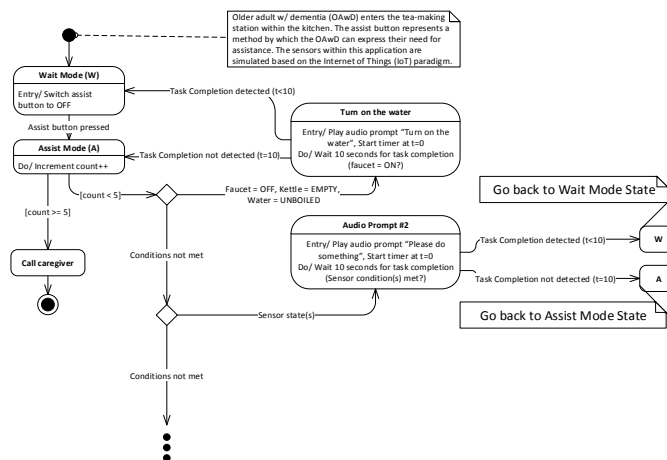 Older adult w/ dementia (OAwD) enters the tea-making
station within the kitchen. The assist button represents a
method by which the OAwD can express their need for
assistance. The sensors within this application are
simulated based on the Internet of Things (IoT) paradigm.
Wait Mode (W)
Entry/ Switch assist
button to OFF
Task Completion detected (t<10)
Turn on the water
Entry/ Play audio prompt “Turn on the
water”, Start timer at t=0
Do/ Wait 10 seconds for task completion
(faucet = ON?)
Assist button pressed
Assist Mode (A)
Do/ Increment count++
Task Completion not detected (t=10)
[count < 5]
Faucet = OFF, Kettle = EMPTY,
Water = UNBOILED
Go back to Wait Mode State
[count >= 5]
Audio Prompt #2
Entry/ Play audio prompt “Please do
something”, Start timer at t=0
Do/ Wait 10 seconds for task completion
(Sensor condition(s) met?)
Task Completion detected (t<10)
W
Call caregiver
Conditions not met
Task Completion not detected (t=10)
A
Sensor state(s)
Go back to Assist Mode State
Conditions not met